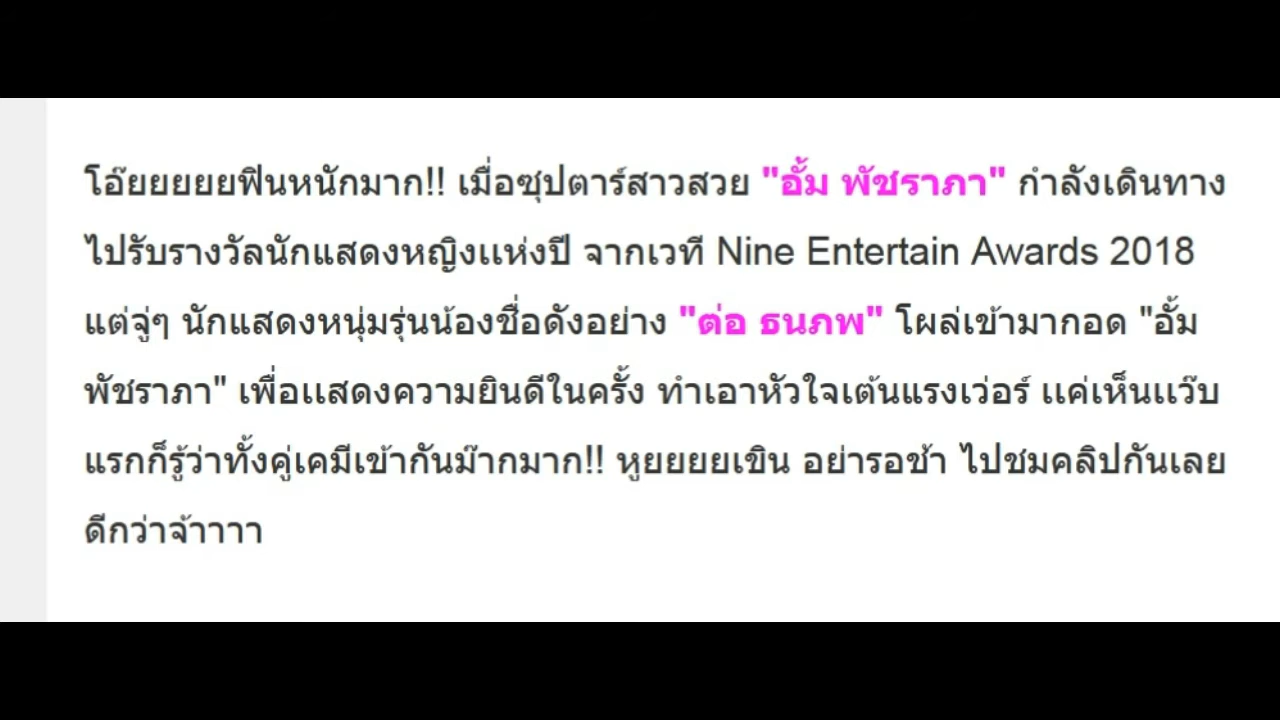 โอ๊ยยยยยฟินหนักมาก!! เมื่อซุปตาร์สาวสวย "อั้ม พัชราภา" กำลังเดินทาง
ไปรับรางวัลนักแสดงหญิงแห่งปี จากเวที Nine Entertain Awards 2018
แต่จู่ๆ นักแสดงหนุ่มรุ่นน้องชื่อดังอย่าง "ต่อ ธนภพ" โผล่เข้ามากอด "อั้ม
พัชราภา" เพื่อแสดงความยินดีในครั้ง ทำเอาหัวใจเต้นแรงเว่อร์ แค่เห็นแว๊บ
แรกก็รู้ว่าทั้งคู่เคมีเข้ากันม๊ากมาก!! หูยยยยเขิน อย่ารอช้า ไปชมคลิปกันเลย
ดีกว่าจ้าาาา